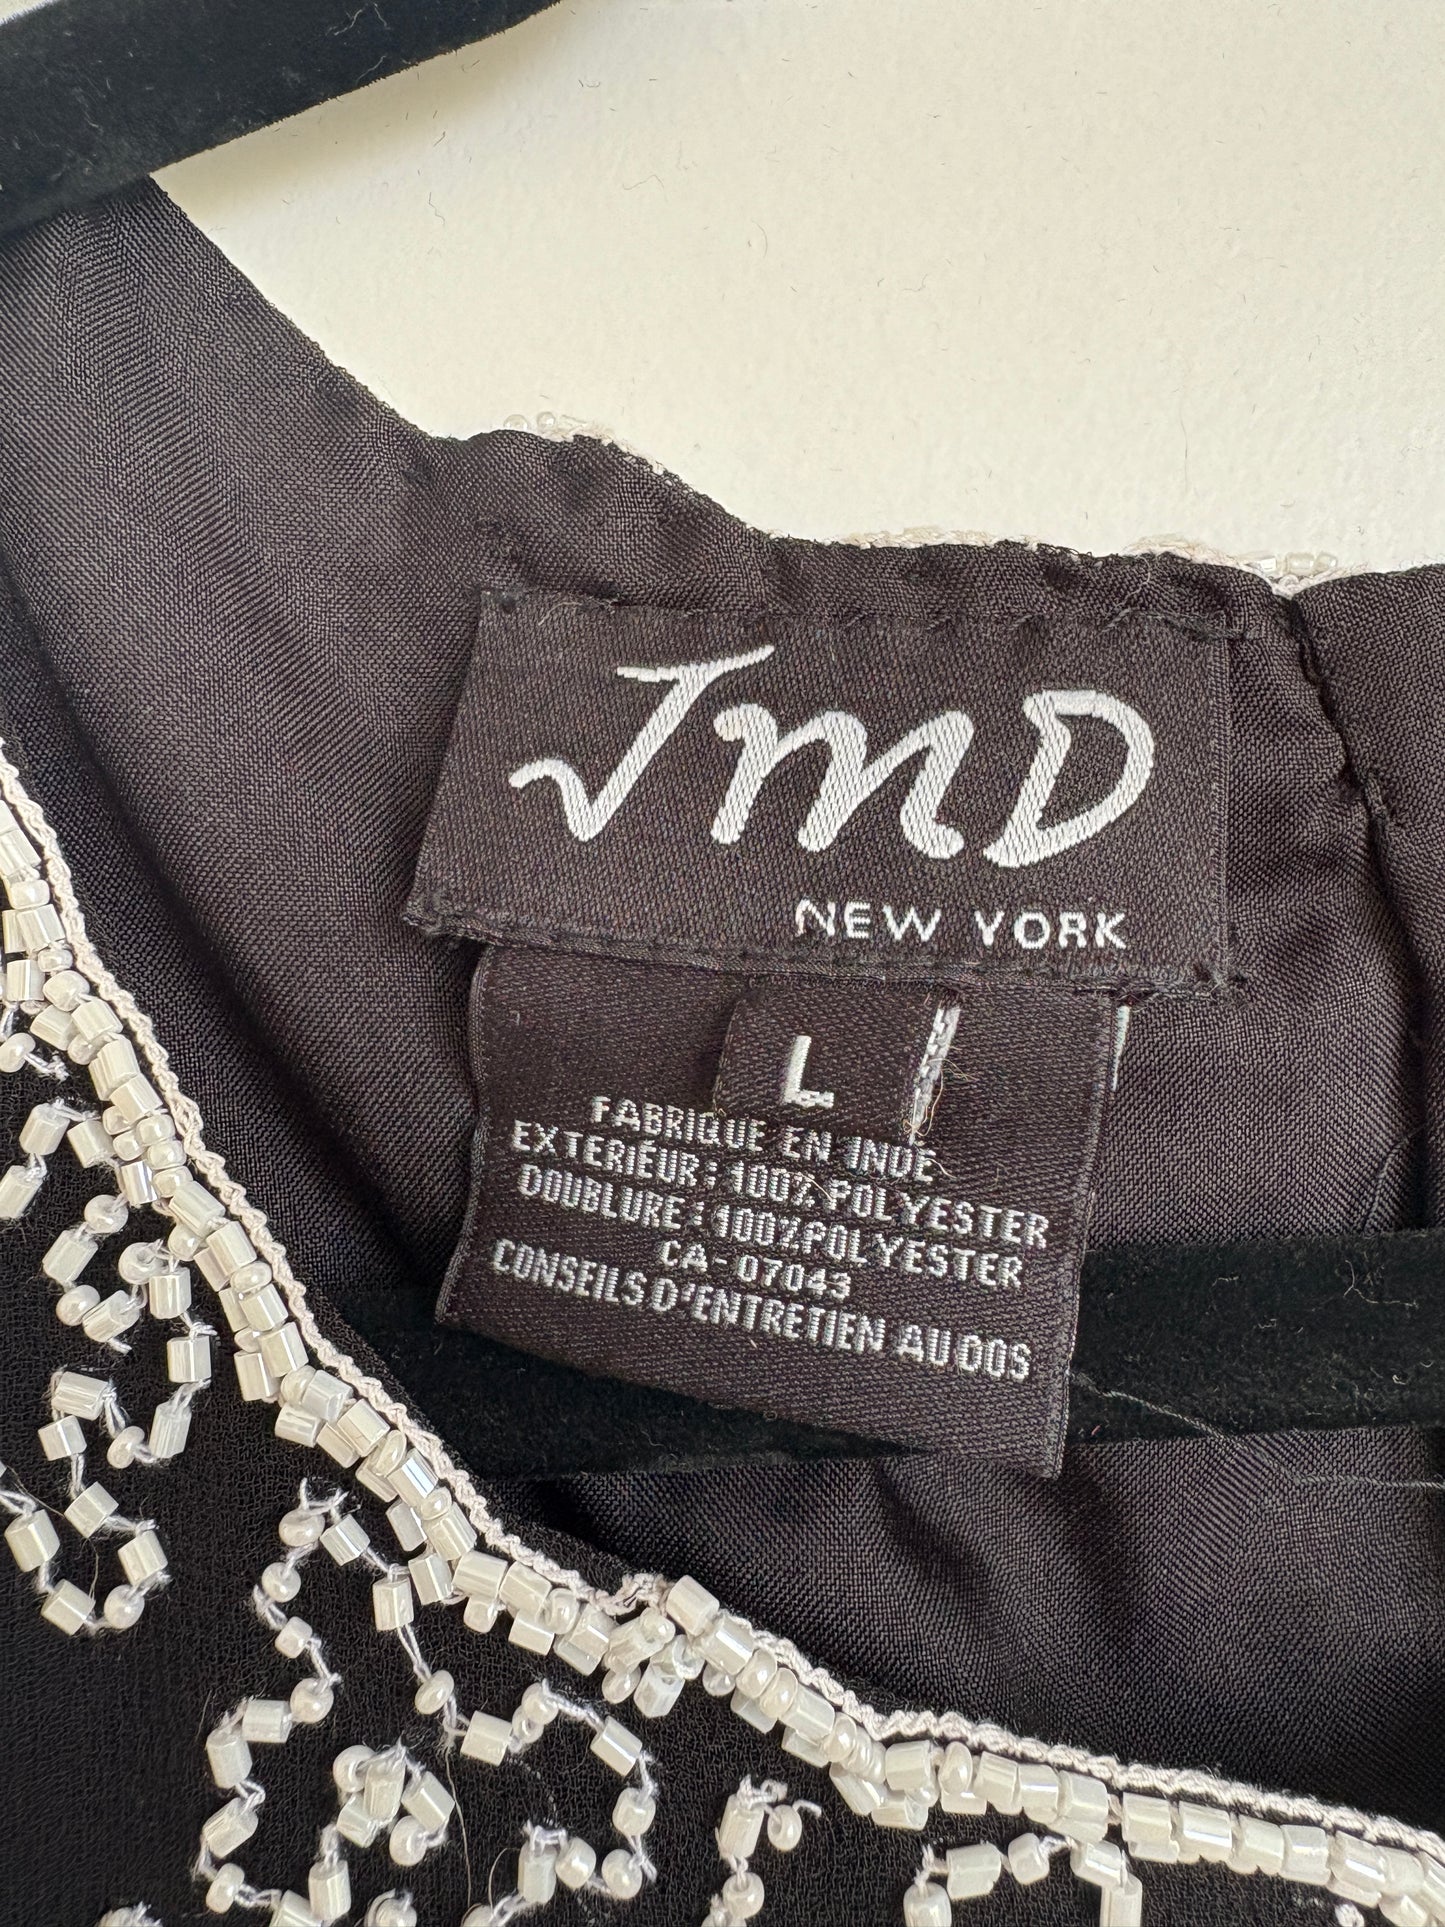 JmD
NEW YORK
L
FABRIQUE EN INDE
EXTERIEUR: 100% POLYESTER
DOUBLURE: 100% POLYESTER
CA-07043
CONSEILS D'ENTRETIEN AU DOS